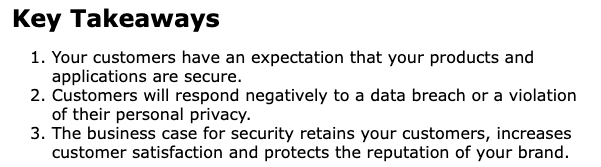 Key Takeaways
1. Your customers have an expectation that your products and
applications are secure.
2. Customers will respond negatively to a data breach or a violation
of their personal privacy.
3. The business case for security retains your customers, increases
customer satisfaction and protects the reputation of your brand.